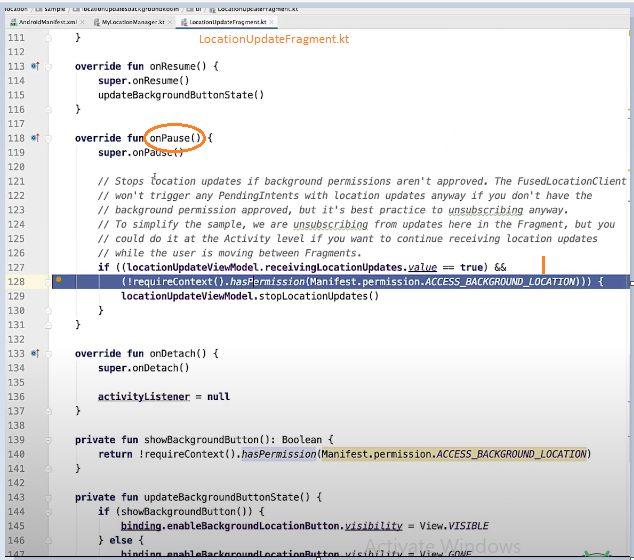 location sample locationupdatesbackgroundkotlin ui LocationUpdateFragment.kt
AndroidManifest.xml MyLocationManager.kt LocationUpdateFragment.kt
LocationUpdateFragment.kt
111 }
112
113 override fun onResume() {
114 super.onResume()
115 updateBackgroundButtonState()
116 }
117
118 override fun onPause() {
119 super.onPause()
120
121 // Stops location updates if background permissions aren't approved. The FusedLocationClient
122 // won't trigger any PendingIntents with location updates anyway if you don't have the
123 // background permission approved, but it's best practice to unsubscribing anyway.
124 // To simplify the sample, we are unsubscribing from updates here in the Fragment, but you
125 // could do it at the Activity level if you want to continue receiving location updates
126 // while the user is moving between Fragments.
127 if ((locationUpdateViewModel.receivingLocationUpdates.value == true) &&
128 (!requireContext().hasPermission(Manifest.permission.ACCESS_BACKGROUND_LOCATION))) {
129 locationUpdateViewModel.stopLocationUpdates()
130 }
131 }
132
133 override fun onDetach() {
134 super.onDetach()
135
136 activityListener = null
137 }
138
139 private fun showBackgroundButton(): Boolean {
140 return !requireContext().hasPermission(Manifest.permission.ACCESS_BACKGROUND_LOCATION)
141 }
142
143 private fun updateBackgroundButtonState() {
144 if (showBackgroundButton()) {
145 binding.enableBackgroundLocationButton.visibility = View.VISIBLE
146 } else {
147 binding.enableBackgroundLocationButton.visibility = View.GONE
Activate Windows